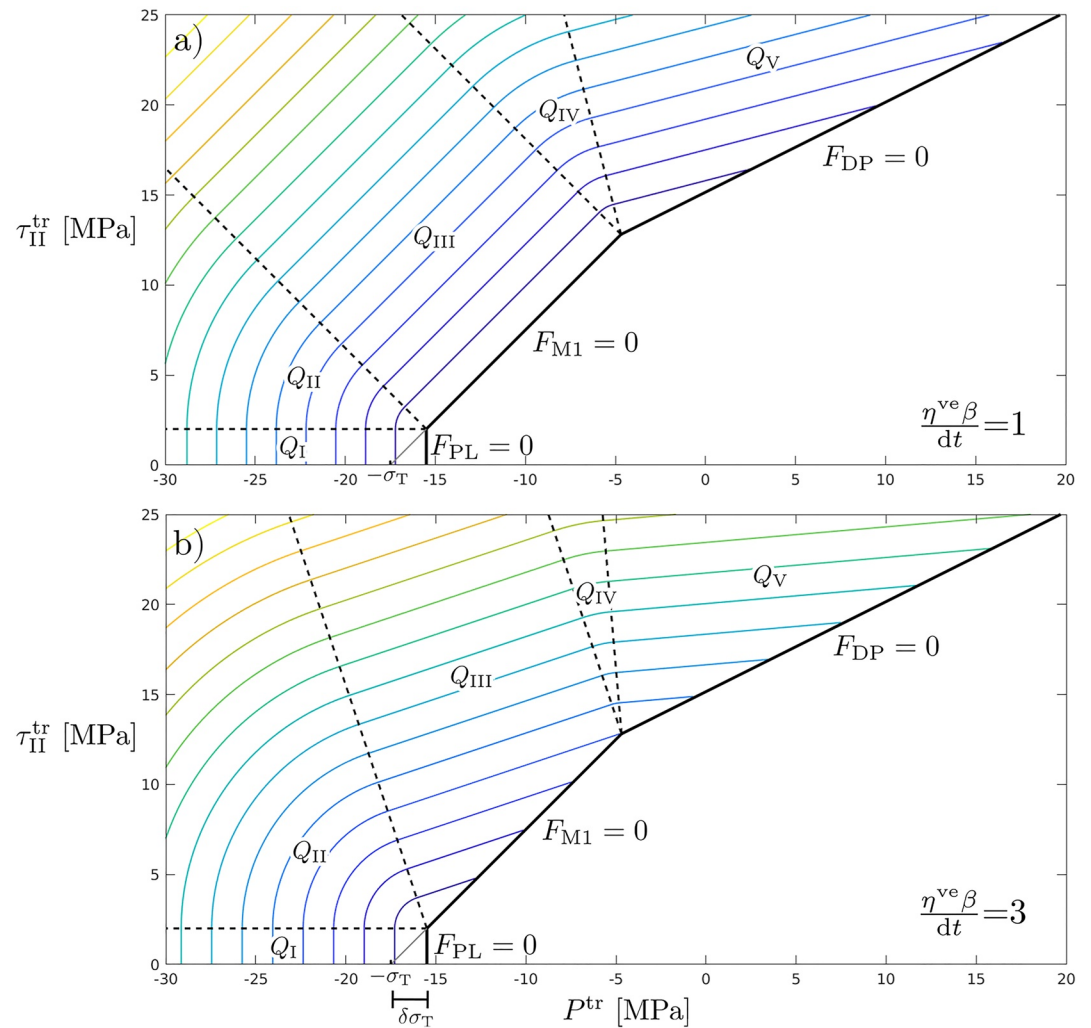 a)
25
20
15
10
5
0
τ_II^tr [MPa]
Q_I
Q_II
Q_III
Q_IV
Q_V
F_DP = 0
F_M1 = 0
F_PL = 0
η^ve β / dt =1
-30 -25 -20 -15 -10 -5 0 5 10 15 20
−σ_T
b)
25
20
15
10
5
0
τ_II^tr [MPa]
Q_I
Q_II
Q_III
Q_IV
Q_V
F_DP = 0
F_M1 = 0
F_PL = 0
η^ve β / dt =3
-30 -25 -20 -15 -10 -5 0 5 10 15 20
−σ_T
δσ_T
P^tr [MPa]